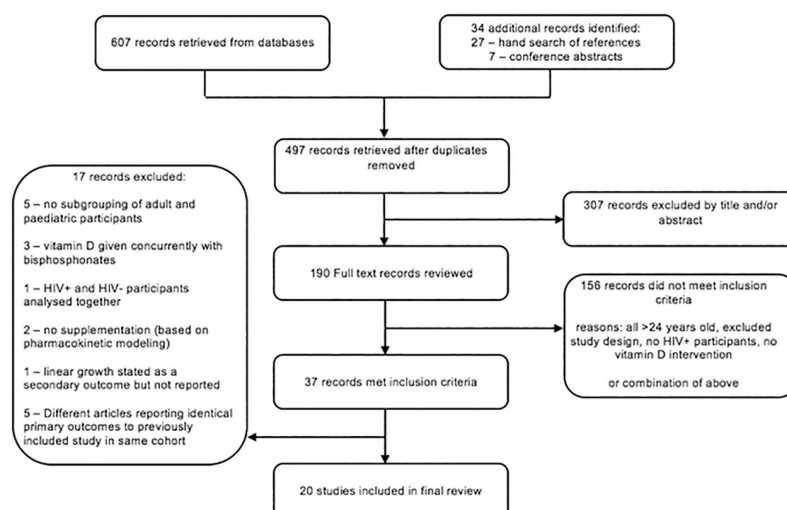 607 records retrieved from databases
34 additional records identified:
27 – hand search of references
7 – conference abstracts
497 records retrieved after duplicates
removed
17 records excluded:
5 – no subgrouping of adult and
paediatric participants
3 – vitamin D given concurrently with
bisphosphonates
1 – HIV+ and HIV- participants
analysed together
2 – no supplementation (based on
pharmacokinetic modeling)
1 – linear growth stated as a
secondary outcome but not reported
5 – Different articles reporting identical
primary outcomes to previously
included study in same cohort
307 records excluded by title and/or
abstract
190 Full text records reviewed
156 records did not meet inclusion
criteria
reasons: all >24 years old, excluded
study design, no HIV+ participants, no
vitamin D intervention
or combination of above
37 records met inclusion criteria
20 studies included in final review